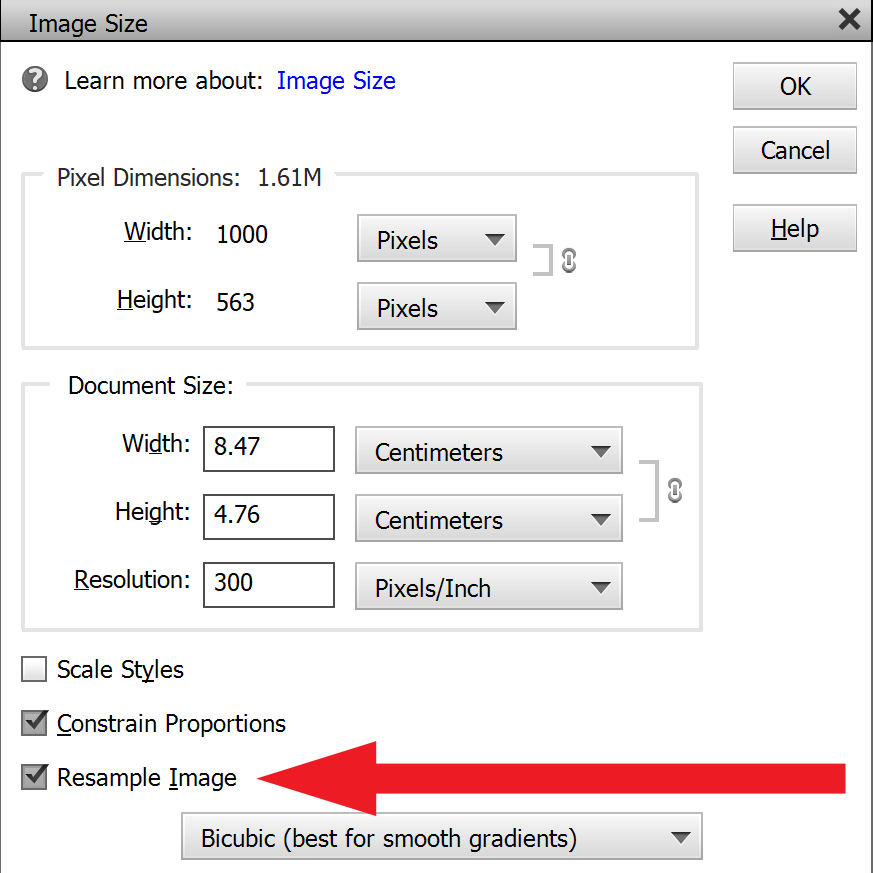 Image Size
Learn more about: Image Size
OK
Cancel
Help
Pixel Dimensions: 1.61M
Width: 1000 Pixels
Height: 563 Pixels
Document Size:
Width: 8.47 Centimeters
Height: 4.76 Centimeters
Resolution: 300 Pixels/Inch
Scale Styles
Constrain Proportions
Resample Image
Bicubic (best for smooth gradients)